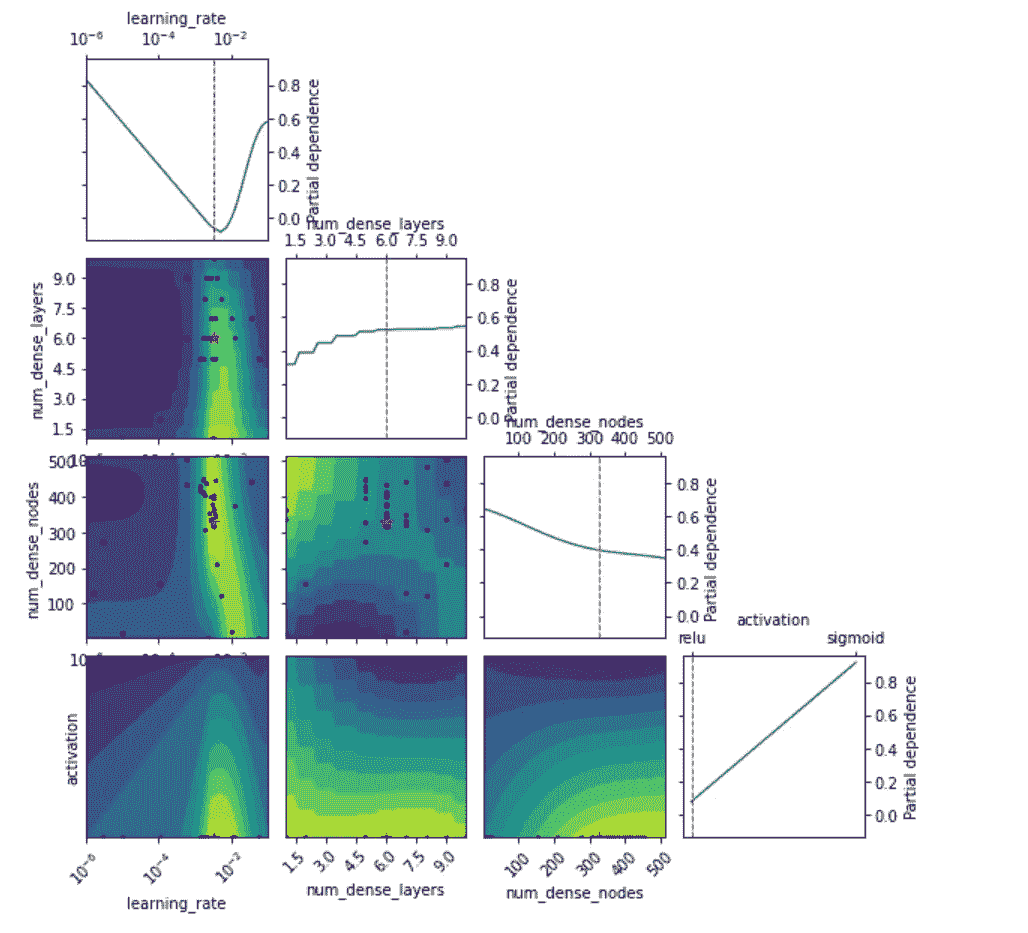 learning_rate
10⁻⁶ 10⁻⁴ 10⁻²
0.8
0.6
0.4
0.2
0.0
Partial dependence
num_dense_layers
1.5 3.0 4.5 6.0 7.5 9.0
num_dense_layers
9.0
7.5
6.0
4.5
3.0
1.5
0.8
0.6
0.4
0.2
0.0
Partial dependence
num_dense_nodes
100 200 300 400 500
num_dense_nodes
500
400
300
200
100
0.8
0.6
0.4
0.2
0.0
Partial dependence
activation
relu sigmoid
activation
0.8
0.6
0.4
0.2
0.0
Partial dependence
10⁻⁶ 10⁻⁴ 10⁻²
learning_rate
1.5 3.0 4.5 6.0 7.5 9.0
num_dense_layers
100 200 300 400 500
num_dense_nodes